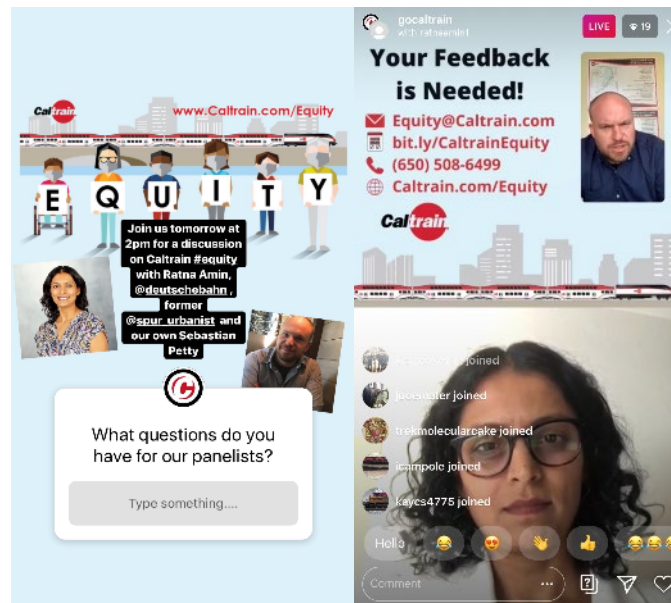 Caltrain
www.Caltrain.com/Equity
EQUITY
Join us tomorrow at
2pm for a discussion
on Caltrain #equity
with Ratna Amin,
@deutschebahn ,
former
@spur_urbanist and
our own Sebastian
Petty
What questions do you
have for our panelists?
Type something....
gocaltrain
LIVE
19
Your Feedback
is Needed!
Equity@Caltrain.com
bit.ly/CaltrainEquity
(650) 508-6499
Caltrain.com/Equity
Caltrain
joined
joined
trekmolecularcake joined
icampole joined
kaycs4775 joined
Hello
Comment